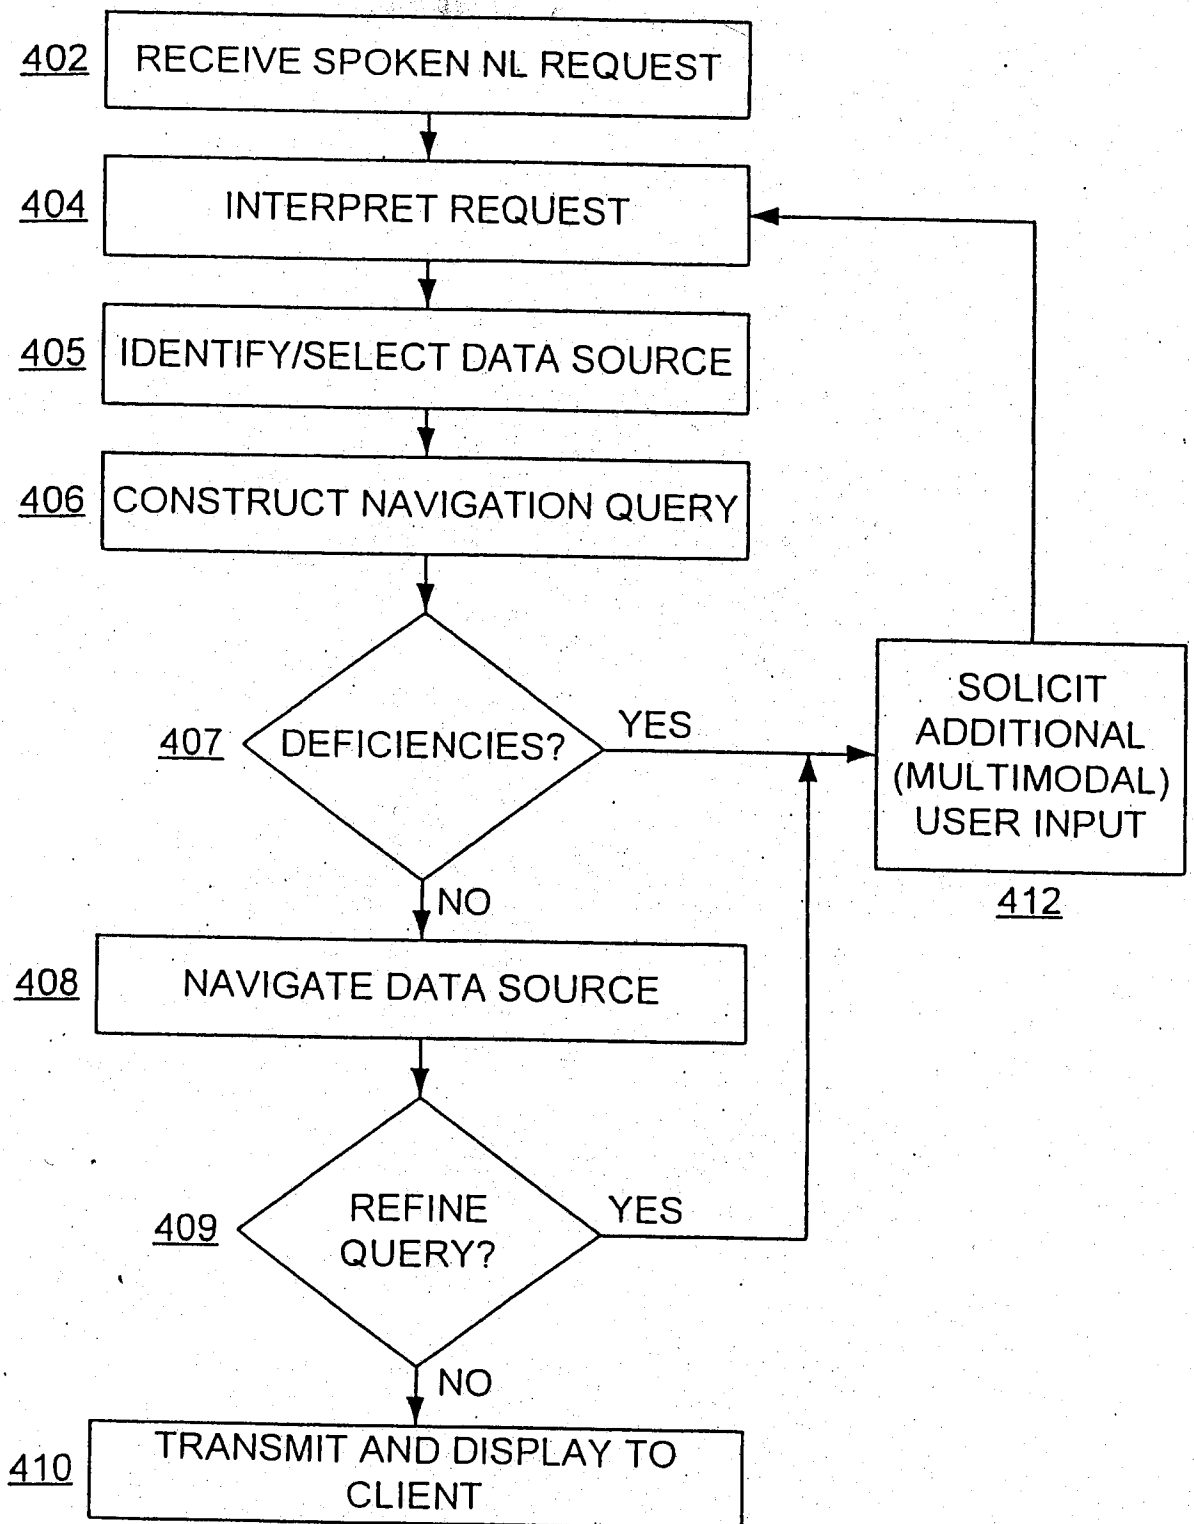 402 RECEIVE SPOKEN NL REQUEST
404 INTERPRET REQUEST
405 IDENTIFY/SELECT DATA SOURCE
406 CONSTRUCT NAVIGATION QUERY
407 DEFICIENCIES? YES
SOLICIT
ADDITIONAL
(MULTIMODAL)
USER INPUT
412
NO
408 NAVIGATE DATA SOURCE
409 REFINE
QUERY?
YES
NO
410 TRANSMIT AND DISPLAY TO
CLIENT